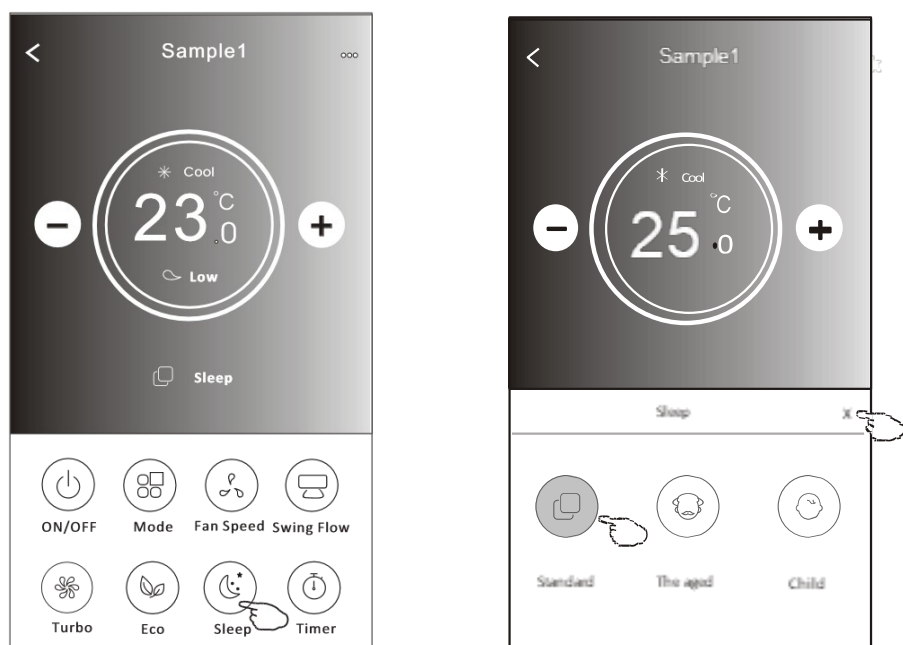 Sample1
Cool
23.0 °C
Low
Sleep
ON/OFF
Mode
Fan Speed
Swing Flow
Turbo
Eco
Sleep
Timer
Sample1
Cool
25.0 °C
Sleep
x
Standard
The aged
Child